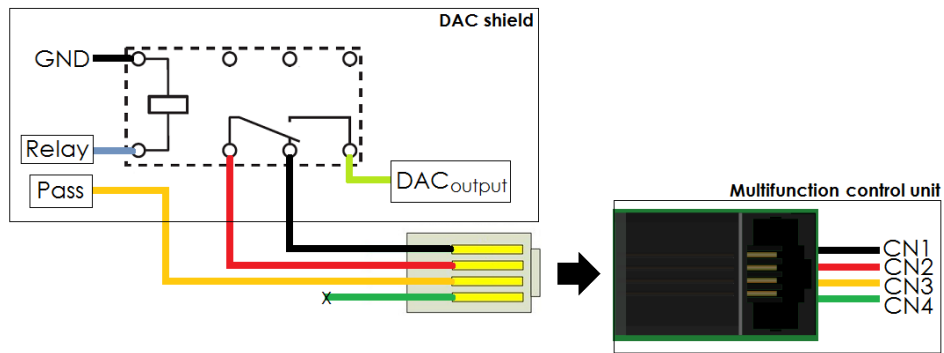 DAC shield
GND
Relay
Pass
DACoutput
X
Multifunction control unit
CN1
CN2
CN3
CN4